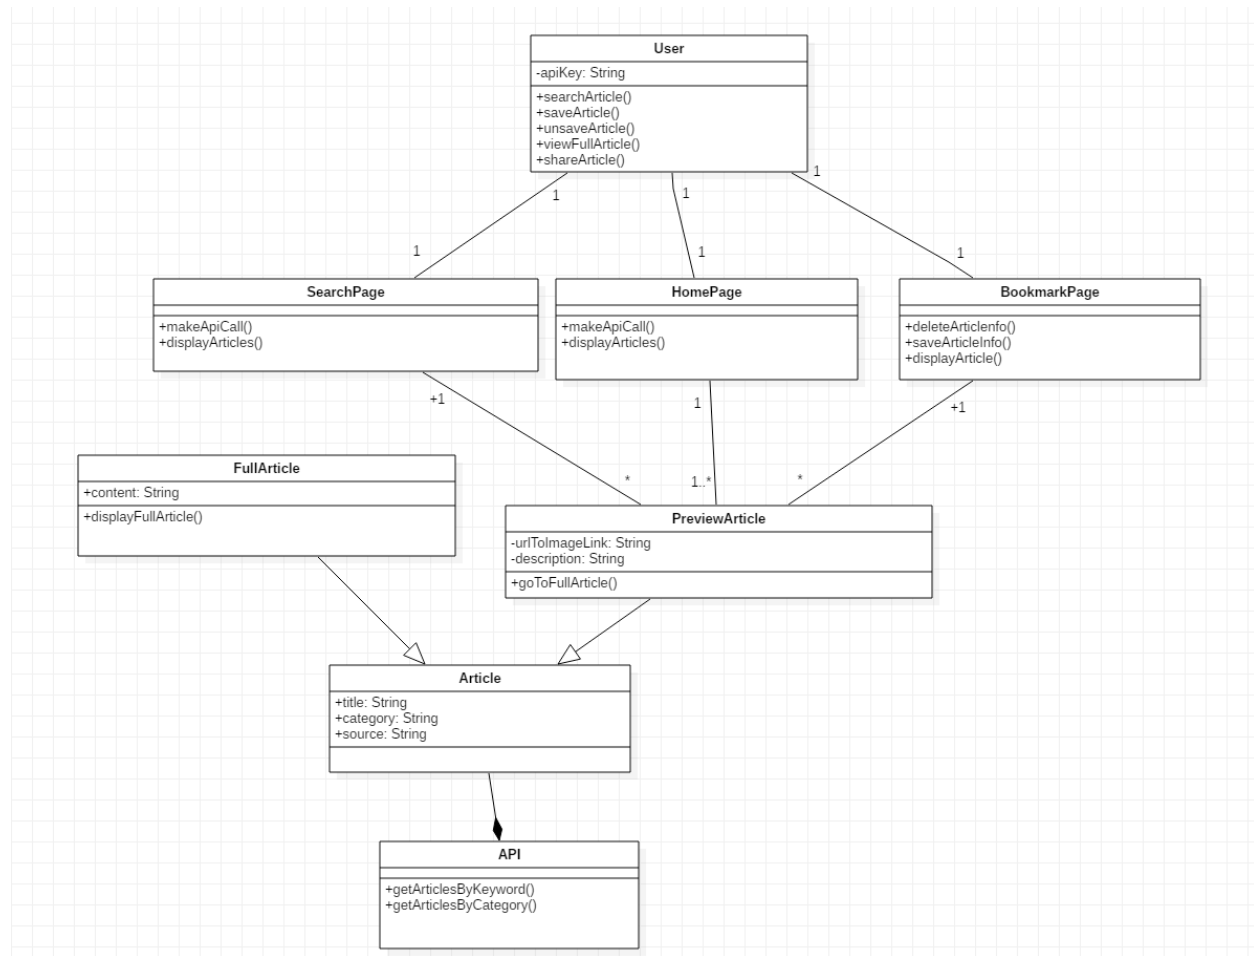 User
-apiKey: String
+searchArticle()
+saveArticle()
+unsaveArticle()
+viewFullArticle()
+shareArticle()
1
1
1
1
1
1
SearchPage
+makeApiCall()
+displayArticles()
HomePage
+makeApiCall()
+displayArticles()
BookmarkPage
+deleteArticlenfo()
+saveArticleInfo()
+displayArticle()
+1
1
+1
*
1..*
*
FullArticle
+content: String
+displayFullArticle()
PreviewArticle
-urlToImageLink: String
-description: String
+goToFullArticle()
Article
+title: String
+category: String
+source: String
API
+getArticlesByKeyword()
+getArticlesByCategory()